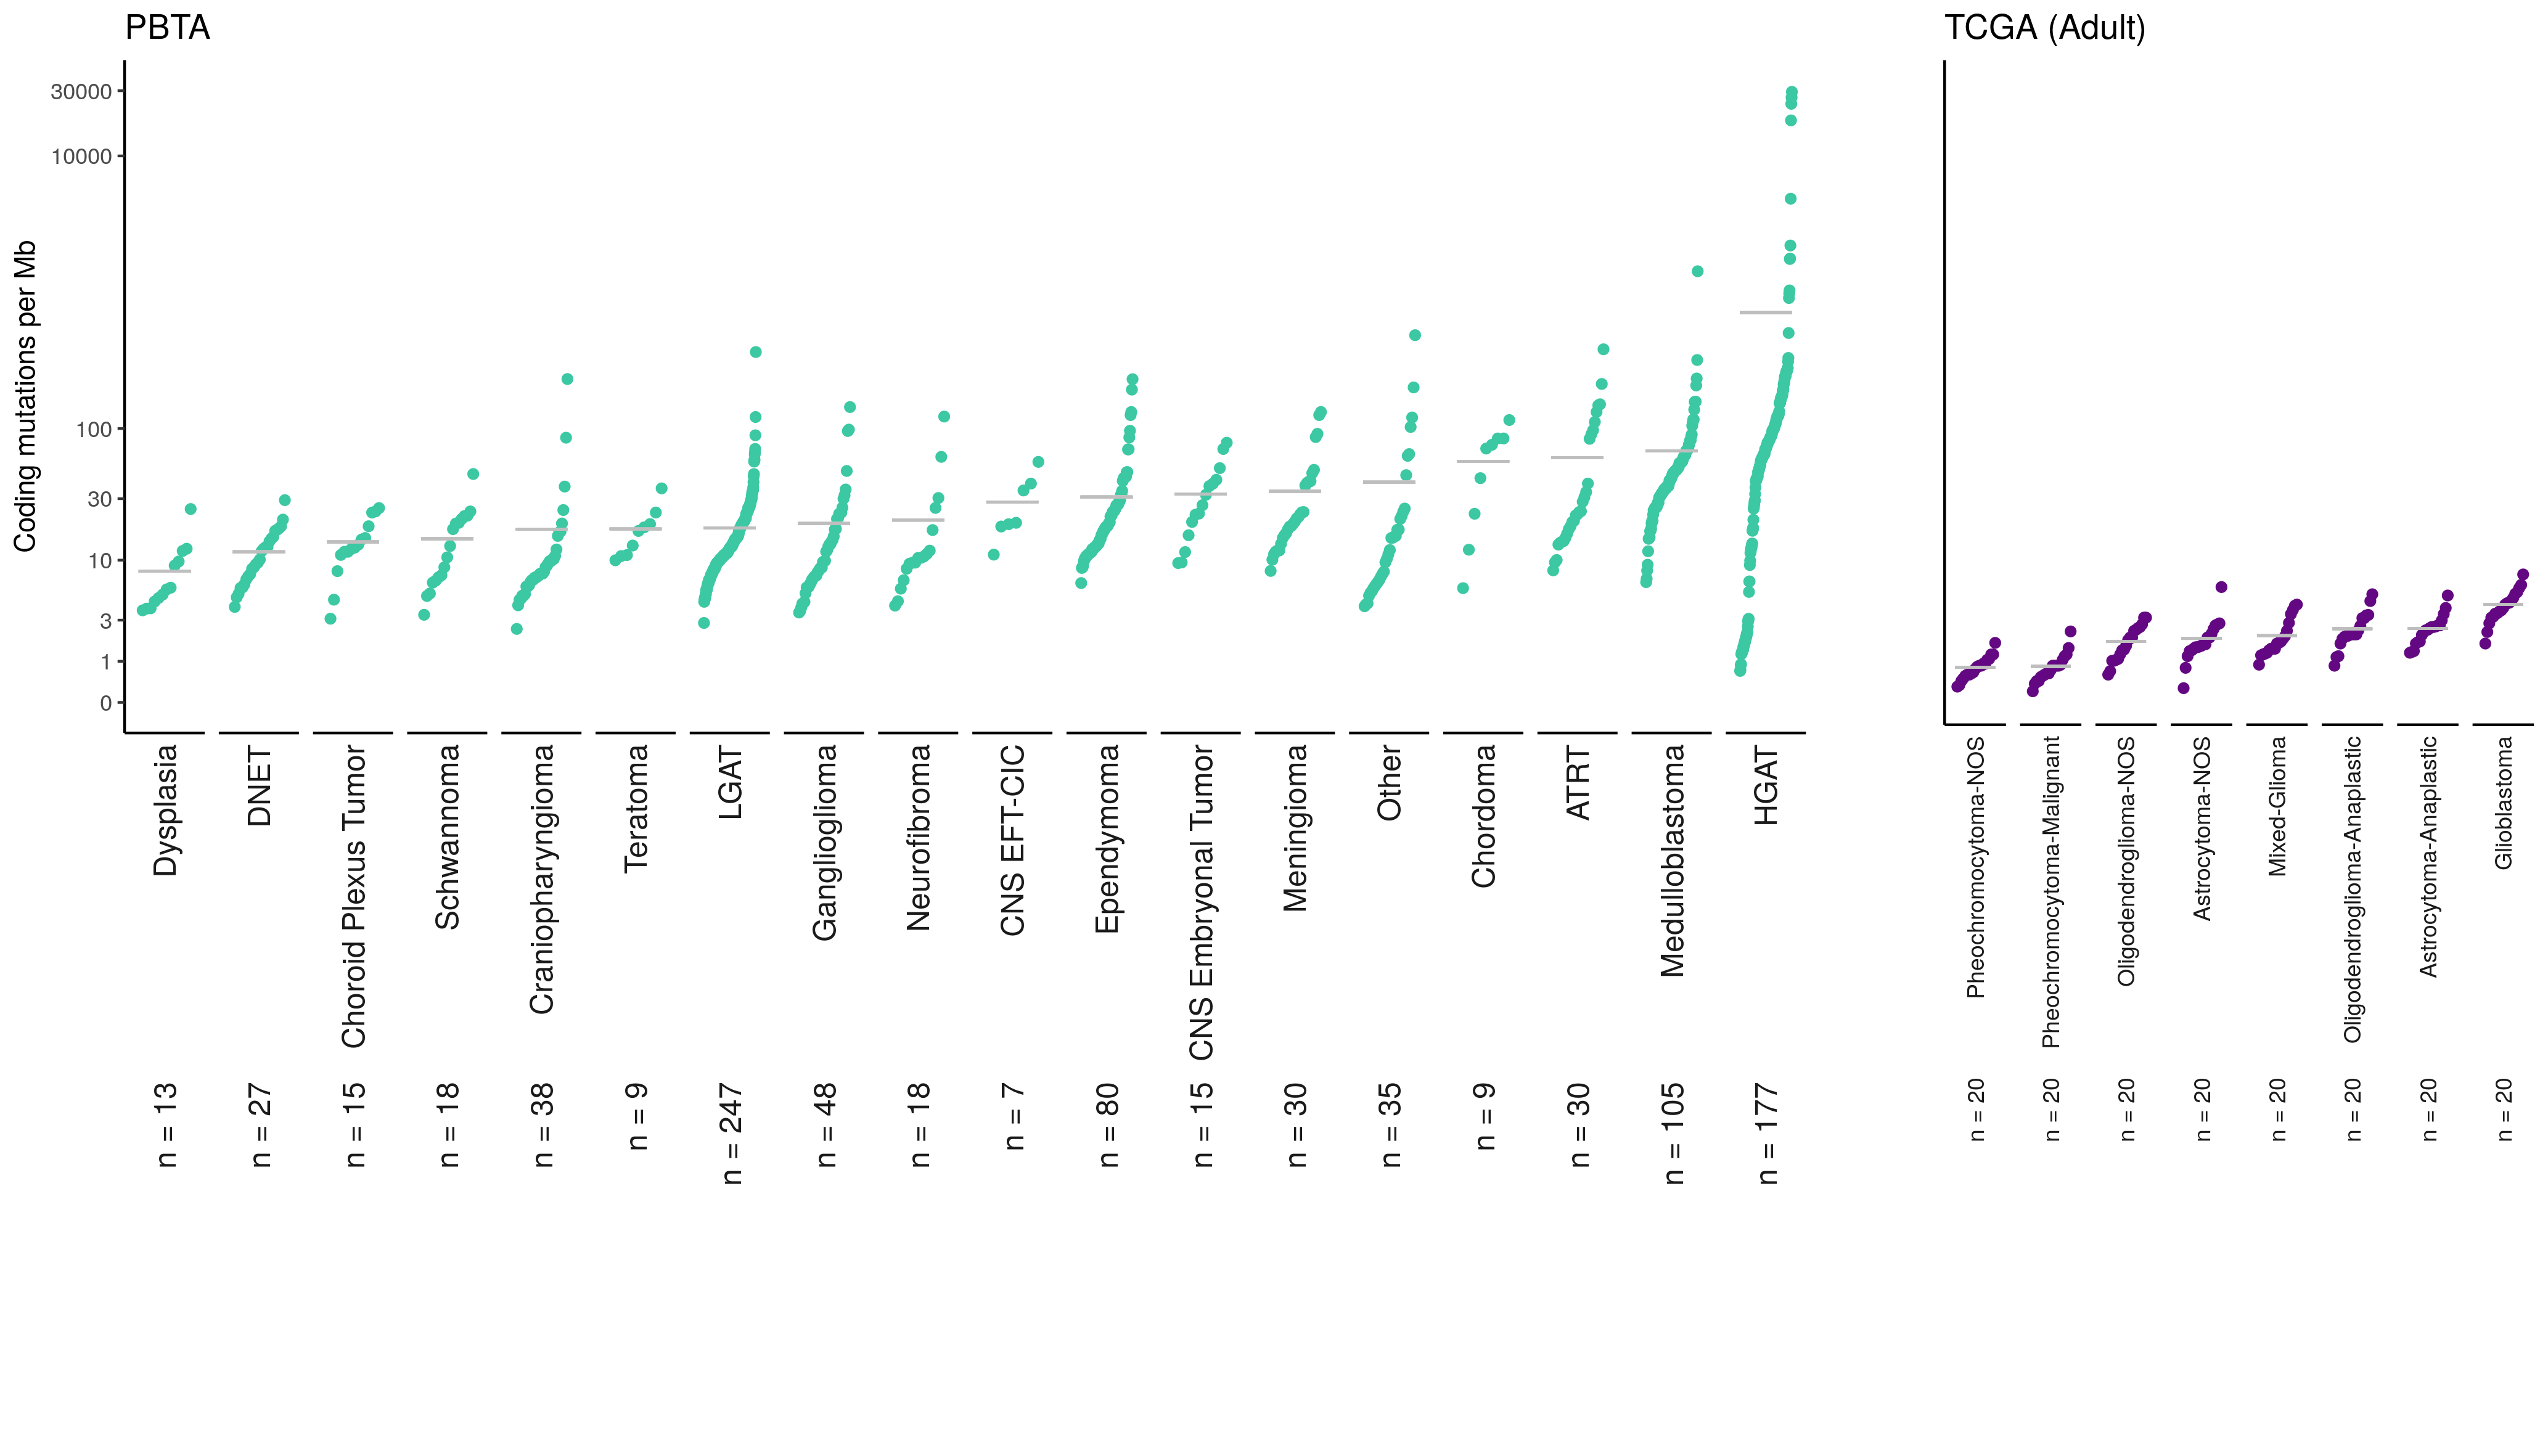 PBTA
TCGA (Adult)
Coding mutations per Mb
30000
10000
100
30
10
3
1
0
Dysplasia
DNET
Choroid Plexus Tumor
Schwannoma
Craniopharyngioma
Teratoma
LGAT
Ganglioglioma
Neurofibroma
CNS EFT-CIC
Ependymoma
CNS Embryonal Tumor
Meningioma
Other
Chordoma
ATRT
Medulloblastoma
HGAT
n = 13
n = 27
n = 15
n = 18
n = 38
n = 9
n = 247
n = 48
n = 18
n = 7
n = 80
n = 15
n = 30
n = 35
n = 9
n = 30
n = 105
n = 177
Pheochromocytoma-NOS
Pheochromocytoma-Malignant
Oligodendroglioma-NOS
Astrocytoma-NOS
Mixed-Glioma
Oligodendroglioma-Anaplastic
Astrocytoma-Anaplastic
Glioblastoma
n = 20
n = 20
n = 20
n = 20
n = 20
n = 20
n = 20
n = 20